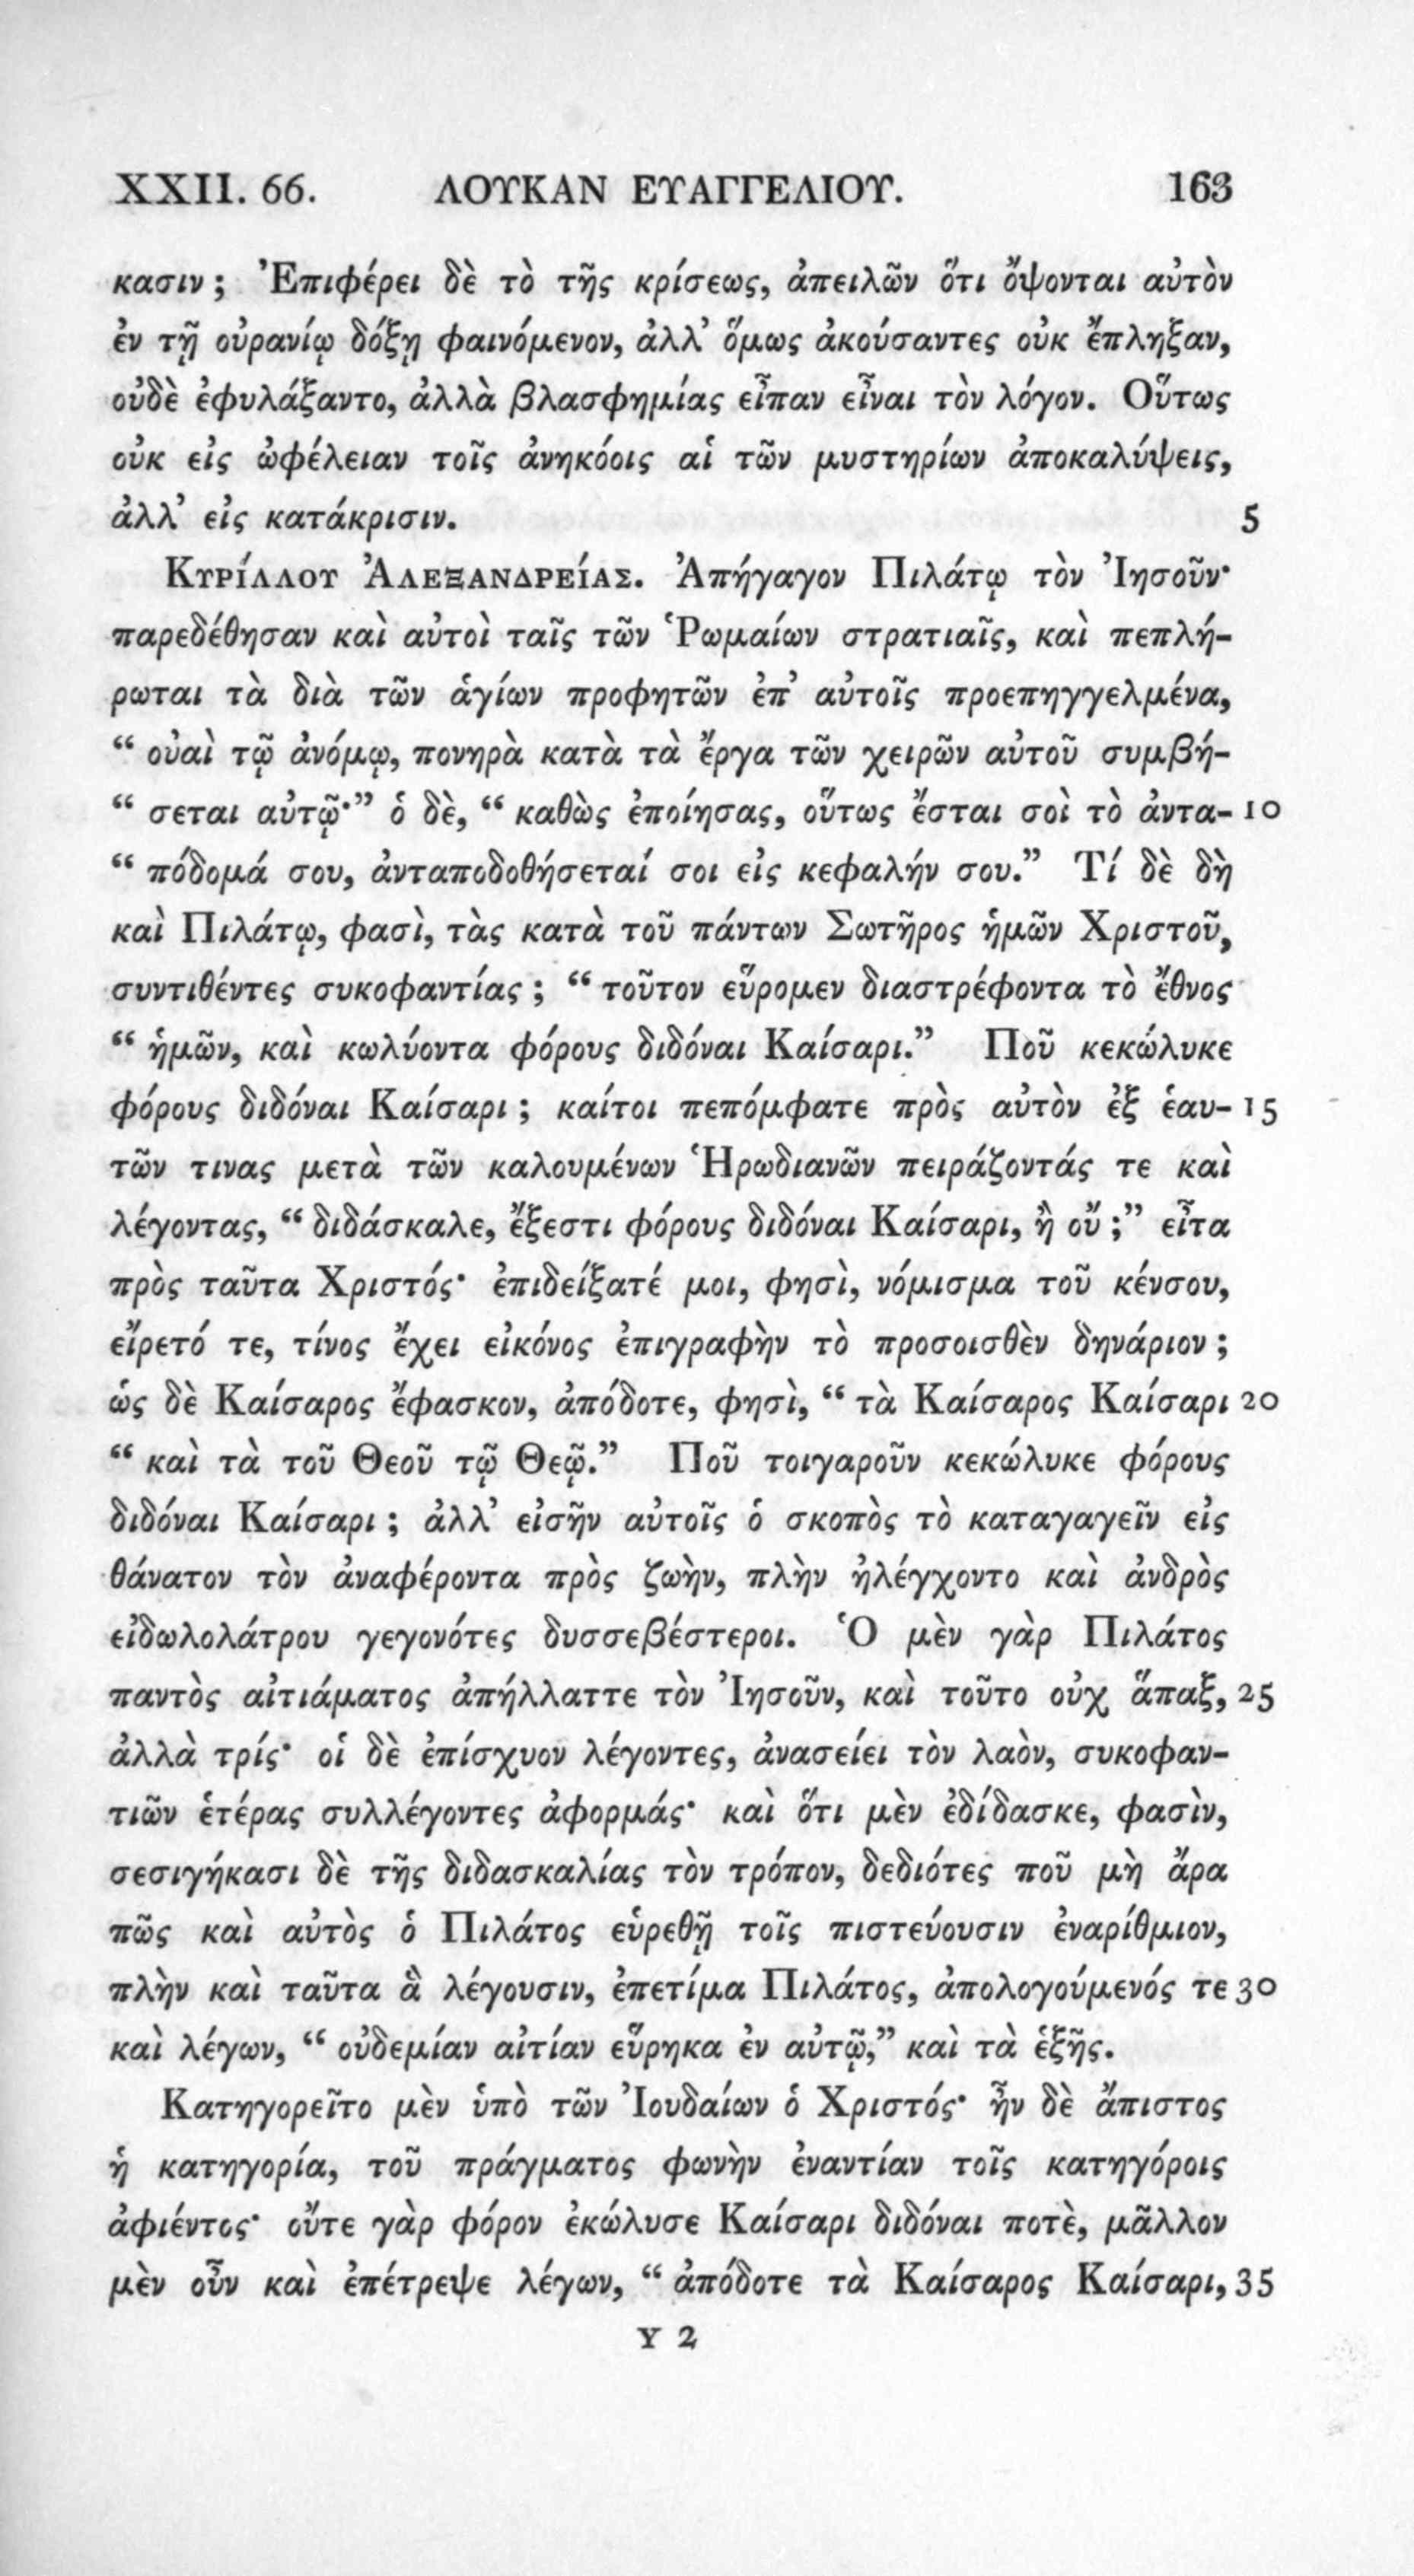 XXII. 66. ΛΟΥΚΑΝ ΕΥΑΓΓΕΛΙΟΥ. 163
κασιν ; Ἐπιφέρει δὲ τὸ τῆς κρίσεως, ἀπειλῶν ὅτι ὄψονται αὐτὸν
ἐν τῇ οὐρανίῳ δόξῃ φαινόμενον, ἀλλ’ ὅμως ἀκούσαντες οὐκ ἔπληξαν,
οὐδὲ ἐφυλάξαντο, ἀλλὰ βλασφημίας εἶπαν εἶναι τὸν λόγον. Οὕτως
οὐκ εἰς ὠφέλειαν τοῖς ἀνηκόοις αἱ τῶν μυστηρίων ἀποκαλύψεις,
ἀλλ’ εἰς κατάκρισιν. 5
Κυρίλλου Ἀλεξανδρείας. Ἀπήγαγον Πιλάτῳ τὸν Ἰησοῦν·
παρεδέθησαν καὶ αὐτοὶ ταῖς τῶν Ῥωμαίων στρατιαῖς, καὶ πεπλή-
ρωται τὰ διὰ τῶν ἁγίων προφητῶν ἐπ’ αὐτοῖς προεπηγγελμένα,
“ οὐαὶ τῷ ἀνόμῳ, πονηρὰ κατὰ τὰ ἔργα τῶν χειρῶν αὐτοῦ συμβή-
“ σεται αὐτῷ·” ὁ δὲ, “ καθὼς ἐποίησας, οὕτως ἔσται σοὶ τὸ ἀντα- 10
“ πόδομά σου, ἀνταποδοθήσεταί σοι εἰς κεφαλήν σου.” Τί δὲ δὴ
καὶ Πιλάτῳ, φασὶ, τὰς κατὰ τοῦ πάντων Σωτῆρος ἡμῶν Χριστοῦ,
συντιθέντες συκοφαντίας ; “ τοῦτον εὕρομεν διαστρέφοντα τὸ ἔθνος
“ ἡμῶν, καὶ κωλύοντα φόρους διδόναι Καίσαρι.” Ποῦ κεκώλυκε
φόρους διδόναι Καίσαρι ; καίτοι πεπόμφατε πρὸς αὐτὸν ἐξ ἑαυ- 15
τῶν τινας μετὰ τῶν καλουμένων Ἡρωδιανῶν πειράζοντάς τε καὶ
λέγοντας, “ διδάσκαλε, ἔξεστι φόρους διδόναι Καίσαρι, ἢ οὔ ;” εἶτα
πρὸς ταῦτα Χριστός· ἐπιδείξατέ μοι, φησὶ, νόμισμα τοῦ κένσου,
εἴρετό τε, τίνος ἔχει εἰκόνος ἐπιγραφὴν τὸ προσοισθὲν δηνάριον ;
ὡς δὲ Καίσαρος ἔφασκον, ἀπόδοτε, φησὶ, “ τὰ Καίσαρος Καίσαρι 20
“ καὶ τὰ τοῦ Θεοῦ τῷ Θεῷ.” Ποῦ τοιγαροῦν κεκώλυκε φόρους
διδόναι Καίσαρι ; ἀλλ’ εἰσῆν αὐτοῖς ὁ σκοπὸς τὸ καταγαγεῖν εἰς
θάνατον τὸν ἀναφέροντα πρὸς ζωὴν, πλὴν ἠλέγχοντο καὶ ἀνδρὸς
εἰδωλολάτρου γεγονότες δυσσεβέστεροι. Ὁ μὲν γὰρ Πιλάτος
παντὸς αἰτιάματος ἀπήλλαττε τὸν Ἰησοῦν, καὶ τοῦτο οὐχ ἅπαξ, 25
ἀλλὰ τρίς· οἱ δὲ ἐπίσχυον λέγοντες, ἀνασείει τὸν λαὸν, συκοφαν-
τιῶν ἑτέρας συλλέγοντες ἀφορμάς· καὶ ὅτι μὲν ἐδίδασκε, φασὶν,
σεσιγήκασι δὲ τῆς διδασκαλίας τὸν τρόπον, δεδιότες ποῦ μὴ ἄρα
πῶς καὶ αὐτὸς ὁ Πιλάτος εὑρεθῇ τοῖς πιστεύουσιν ἐναρίθμιον,
πλὴν καὶ ταῦτα ἃ λέγουσιν, ἐπετίμα Πιλάτος, ἀπολογούμενός τε 30
καὶ λέγων, “ οὐδεμίαν αἰτίαν εὕρηκα ἐν αὐτῷ,” καὶ τὰ ἑξῆς.
Κατηγορεῖτο μὲν ὑπὸ τῶν Ἰουδαίων ὁ Χριστός· ἦν δὲ ἄπιστος
ἡ κατηγορία, τοῦ πράγματος φωνὴν ἐναντίαν τοῖς κατηγόροις
ἀφιέντος· οὔτε γὰρ φόρον ἐκώλυσε Καίσαρι διδόναι ποτὲ, μᾶλλον
μὲν οὖν καὶ ἐπέτρεψε λέγων, “ ἀπόδοτε τὰ Καίσαρος Καίσαρι, 35
Y 2